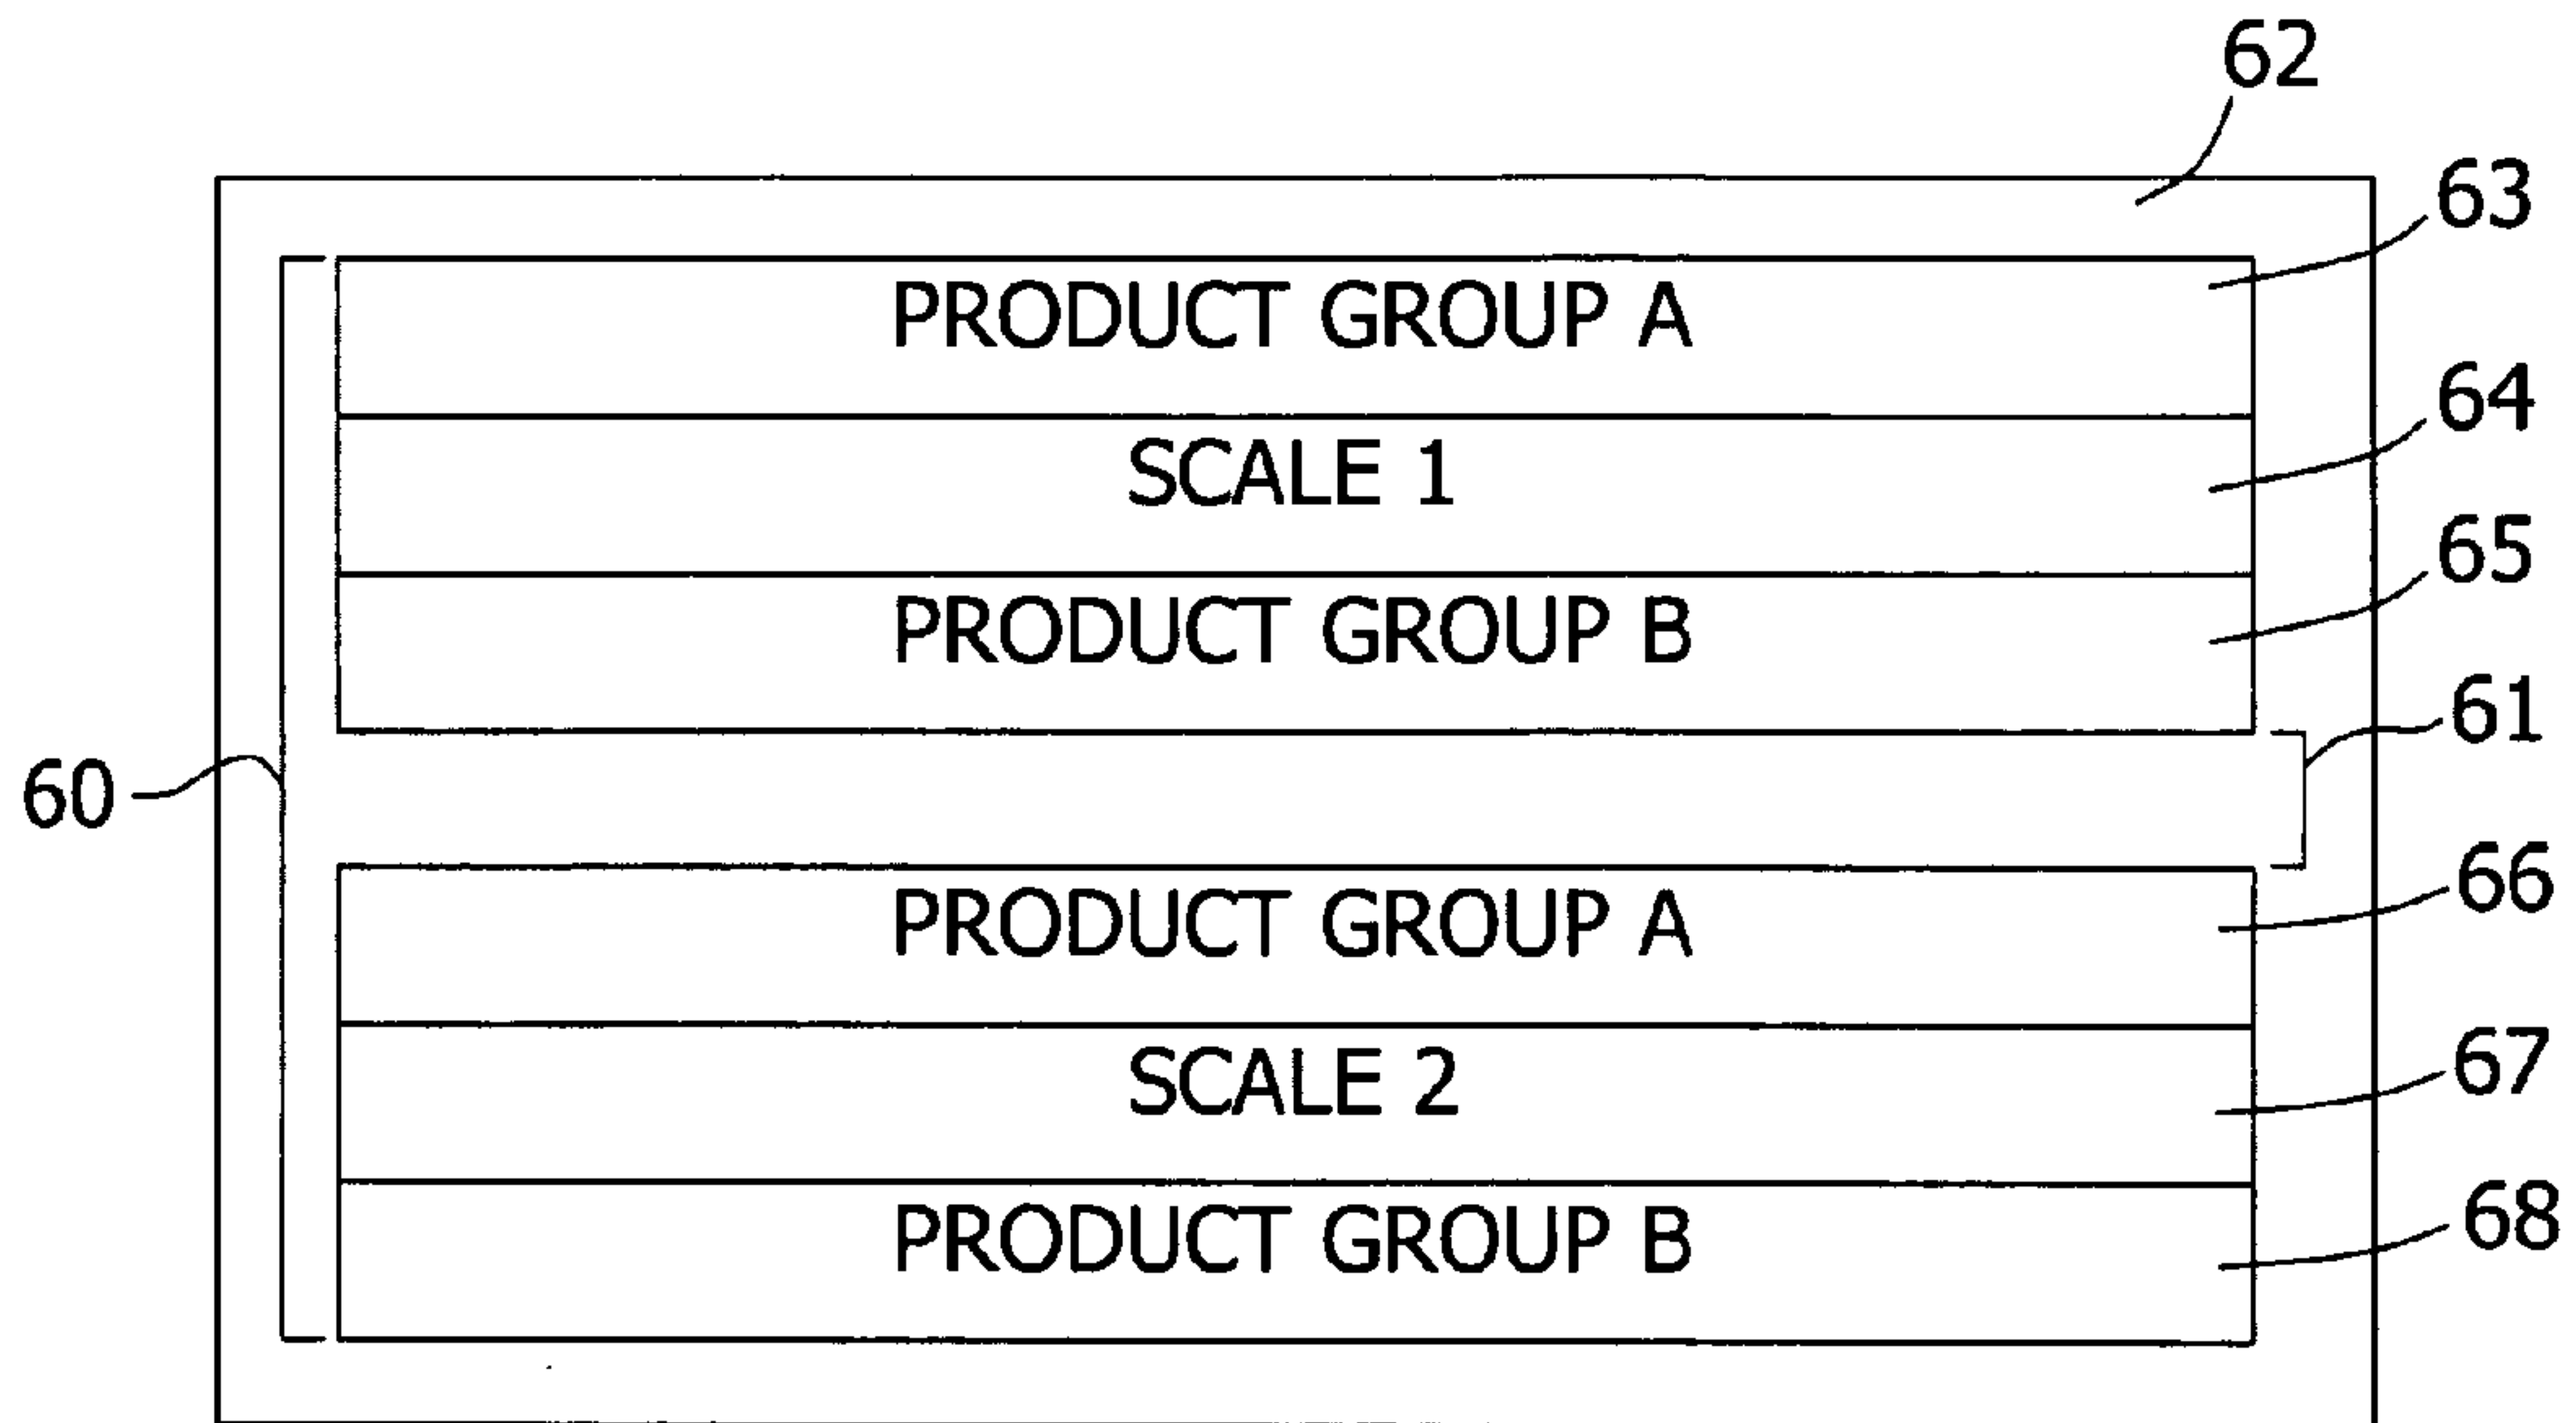 62
63
PRODUCT GROUP A
64
SCALE 1
65
PRODUCT GROUP B
61
60
66
PRODUCT GROUP A
67
SCALE 2
68
PRODUCT GROUP B